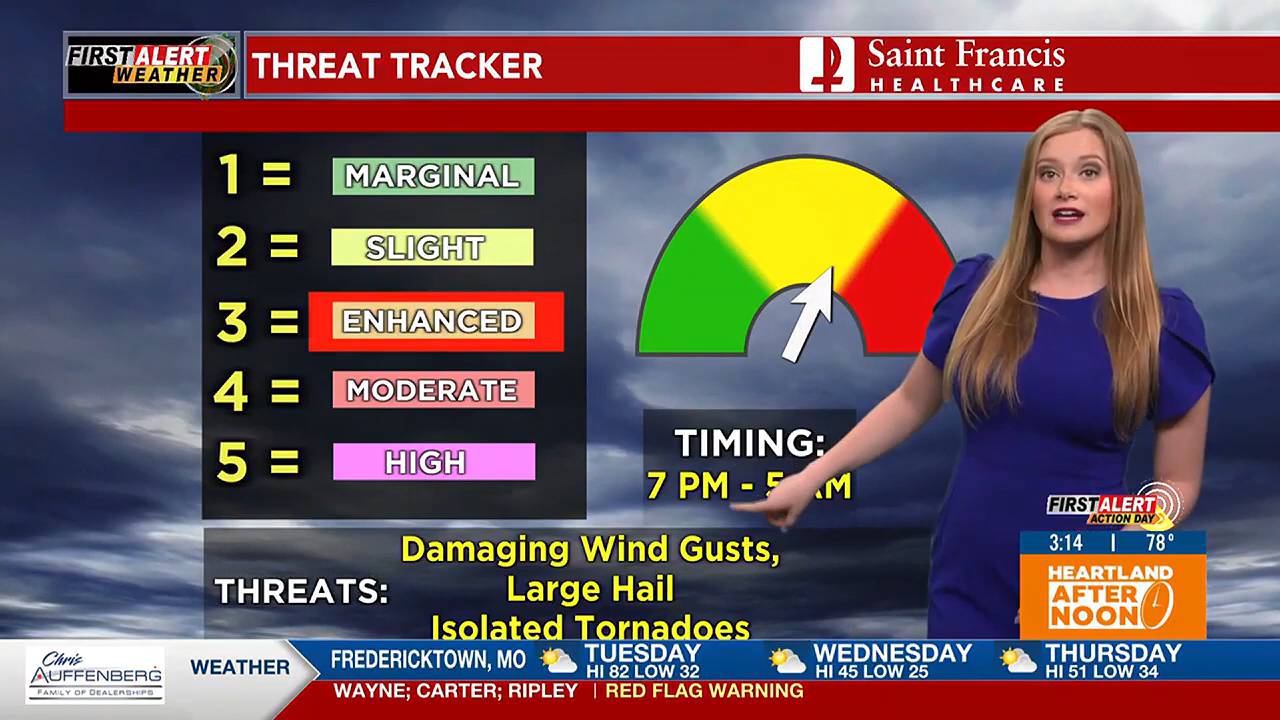 FIRST ALERT
WEATHER
THREAT TRACKER
Saint Francis
HEALTHCARE
1 = MARGINAL
2 = SLIGHT
3 = ENHANCED
4 = MODERATE
5 = HIGH
TIMING:
7 PM - 5 AM
THREATS:
Damaging Wind Gusts,
Large Hail
Isolated Tornadoes
FIRST ALERT
ACTION DAY
3:14 | 78°
HEARTLAND
AFTER
NOON
Chris
AUFFENBERG
FAMILY OF DEALERSHIPS
WEATHER
FREDERICKTOWN, MO
TUESDAY
HI 82 LOW 32
WEDNESDAY
HI 45 LOW 25
THURSDAY
HI 51 LOW 34
WAYNE; CARTER; RIPLEY | RED FLAG WARNING